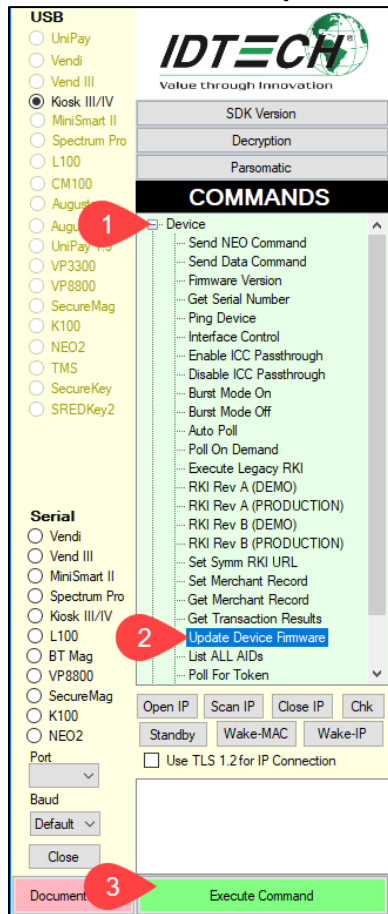 USB
UniPay
Vendi
Vend III
Kiosk III/IV
MiniSmart II
Spectrum Pro
L100
CM100
Augusta
UniPay 1.5
VP3300
VP8800
SecureMag
K100
NEO2
TMS
SecureKey
SREDKey2
Serial
Vendi
Vend III
MiniSmart II
Spectrum Pro
Kiosk III/IV
L100
BT Mag
VP8800
SecureMag
K100
NEO2
Port
Baud
Default
Close
Document
IDTECH
Value through Innovation
SDK Version
Decryption
Parsomatic
COMMANDS
1
Device
Send NEO Command
Send Data Command
Firmware Version
Get Serial Number
Ping Device
Interface Control
Enable ICC Passthrough
Disable ICC Passthrough
Burst Mode On
Burst Mode Off
Auto Poll
Poll On Demand
Execute Legacy RKI
RKI Rev A (DEMO)
RKI Rev A (PRODUCTION)
RKI Rev B (DEMO)
RKI Rev B (PRODUCTION)
Set Symm RKI URL
Set Merchant Record
Get Merchant Record
Get Transaction Results
2
Update Device Firmware
List ALL AIDs
Poll For Token
Open IP Scan IP Close IP Chk
Standby Wake-MAC Wake-IP
Use TLS 1.2 for IP Connection
3
Execute Command